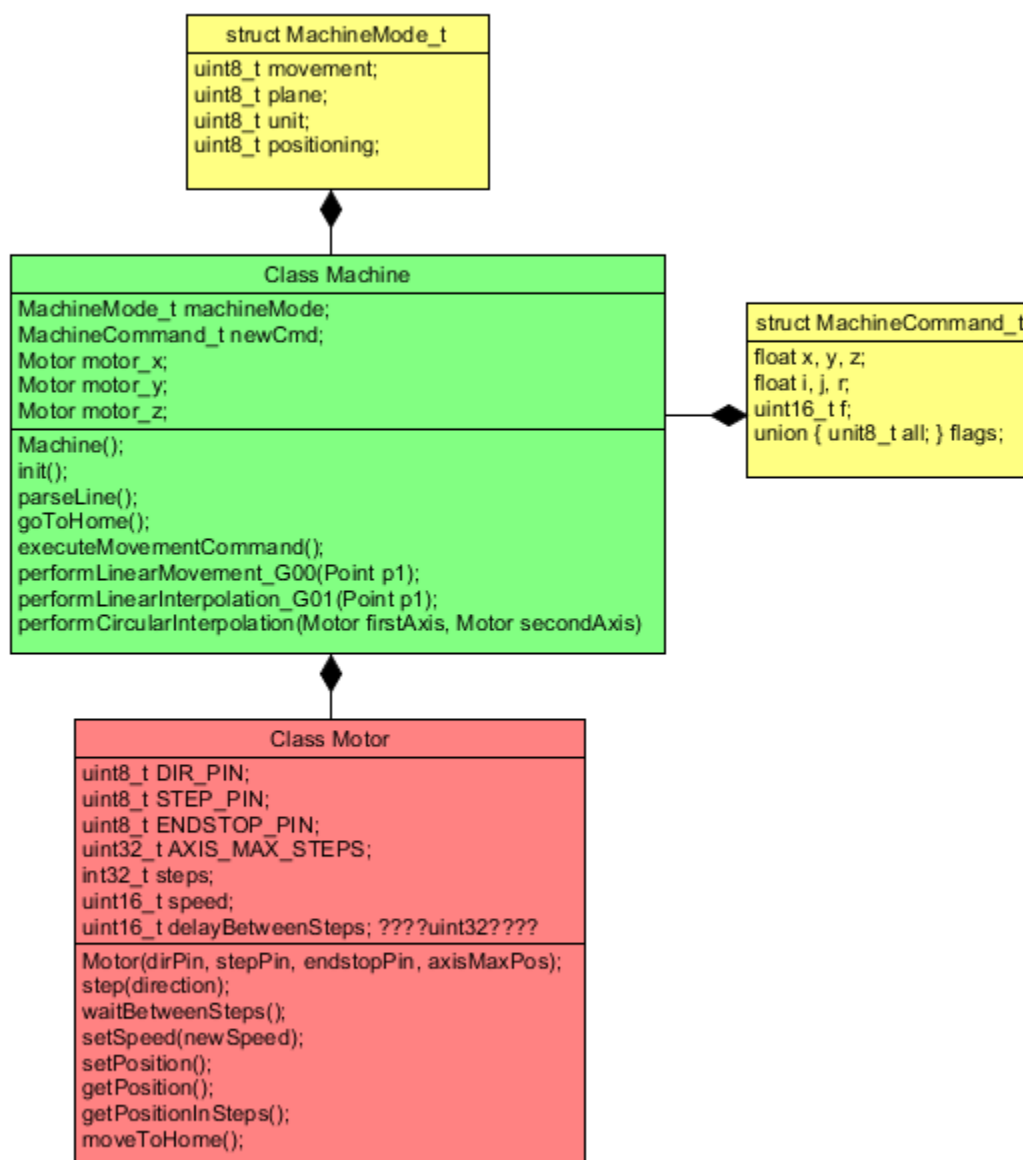 struct MachineMode_t
uint8_t movement;
uint8_t plane;
uint8_t unit;
uint8_t positioning;
Class Machine
MachineMode_t machineMode;
MachineCommand_t newCmd;
Motor motor_x;
Motor motor_y;
Motor motor_z;
Machine();
init();
parseLine();
goToHome();
executeMovementCommand();
performLinearMovement_G00(Point p1);
performLinearInterpolation_G01(Point p1);
performCircularInterpolation(Motor firstAxis, Motor secondAxis)
struct MachineCommand_t
float x, y, z;
float i, j, r;
uint16_t f;
union { unit8_t all; } flags;
Class Motor
uint8_t DIR_PIN;
uint8_t STEP_PIN;
uint8_t ENDSTOP_PIN;
uint32_t AXIS_MAX_STEPS;
int32_t steps;
uint16_t speed;
uint16_t delayBetweenSteps; ????uint32????
Motor(dirPin, stepPin, endstopPin, axisMaxPos);
step(direction);
waitBetweenSteps();
setSpeed(newSpeed);
setPosition();
getPosition();
getPositionInSteps();
moveToHome();